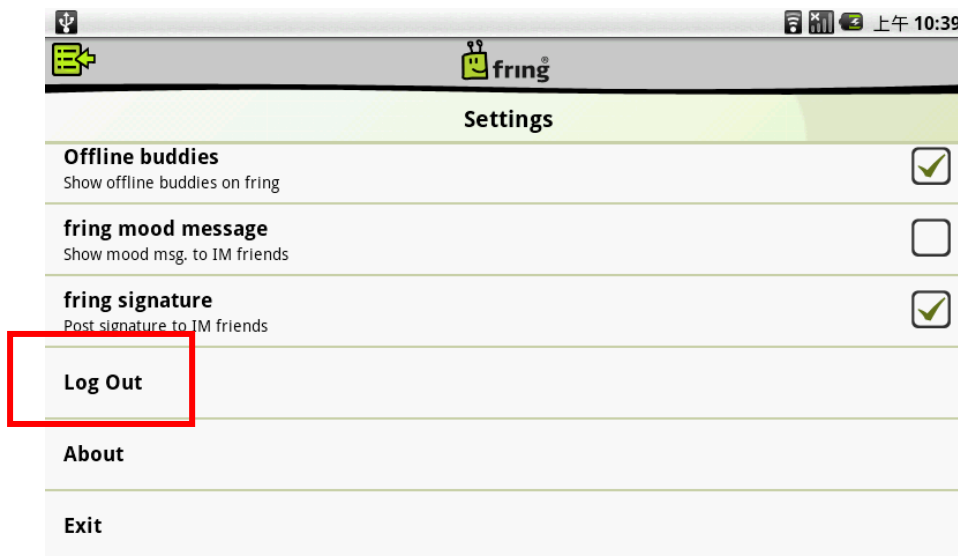 上午 10:39
fring®
Settings
Offline buddies
Show offline buddies on fring
fring mood message
Show mood msg. to IM friends
fring signature
Post signature to IM friends
Log Out
About
Exit